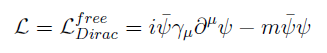 ℒ = ℒ_{Dirac}^{free} = iψ̄γ_μ∂^μψ − mψ̄ψ